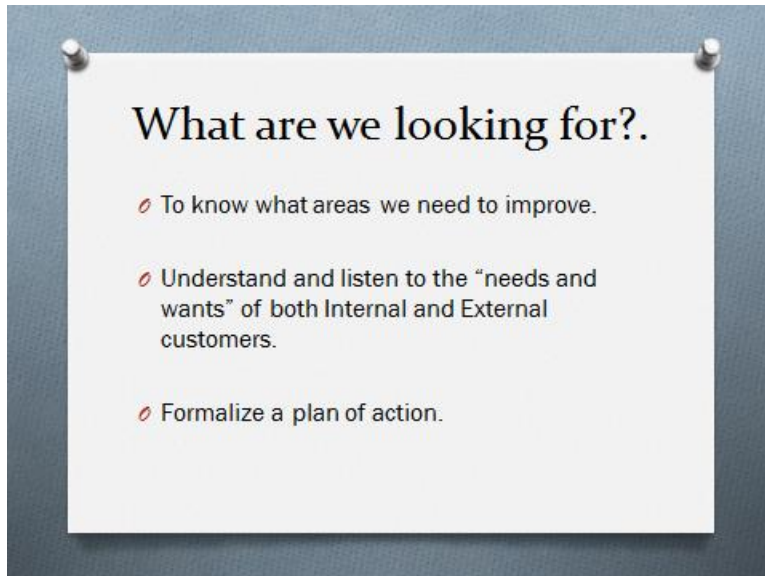 What are we looking for?.
To know what areas we need to improve.
Understand and listen to the “needs and
wants” of both Internal and External
customers.
Formalize a plan of action.